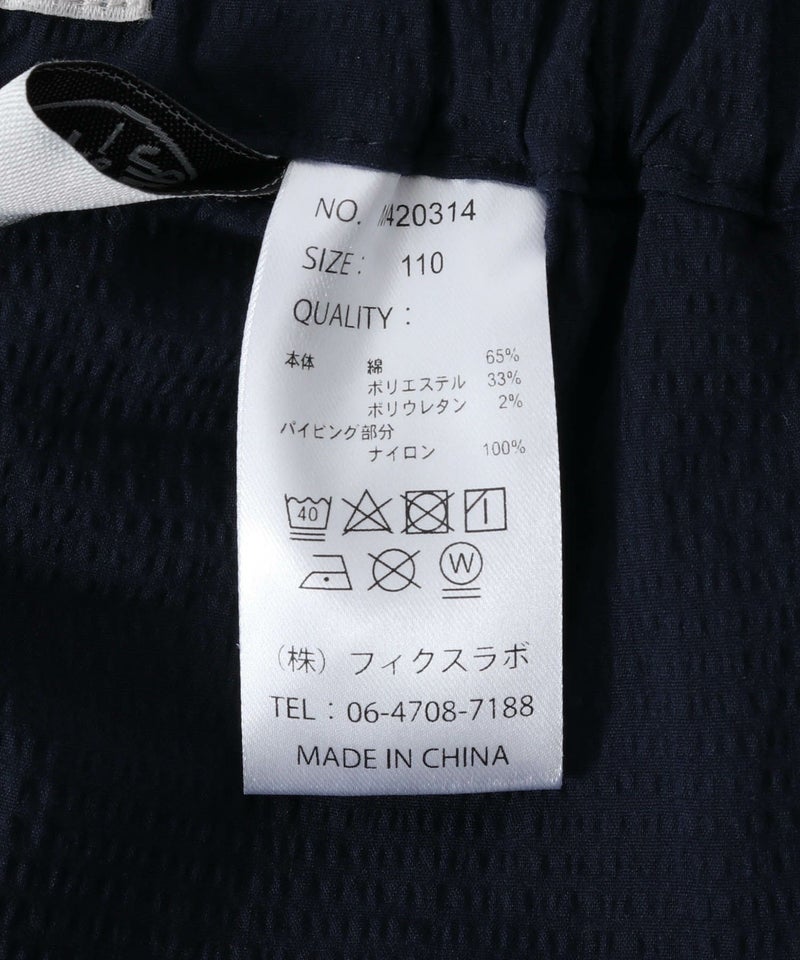 NO. M420314
SIZE: 110
QUALITY:
本体 綿 65%
ポリエステル 33%
ポリウレタン 2%
パイピング部分
ナイロン 100%
40
W
(株) フィクスラボ
TEL:06-4708-7188
MADE IN CHINA